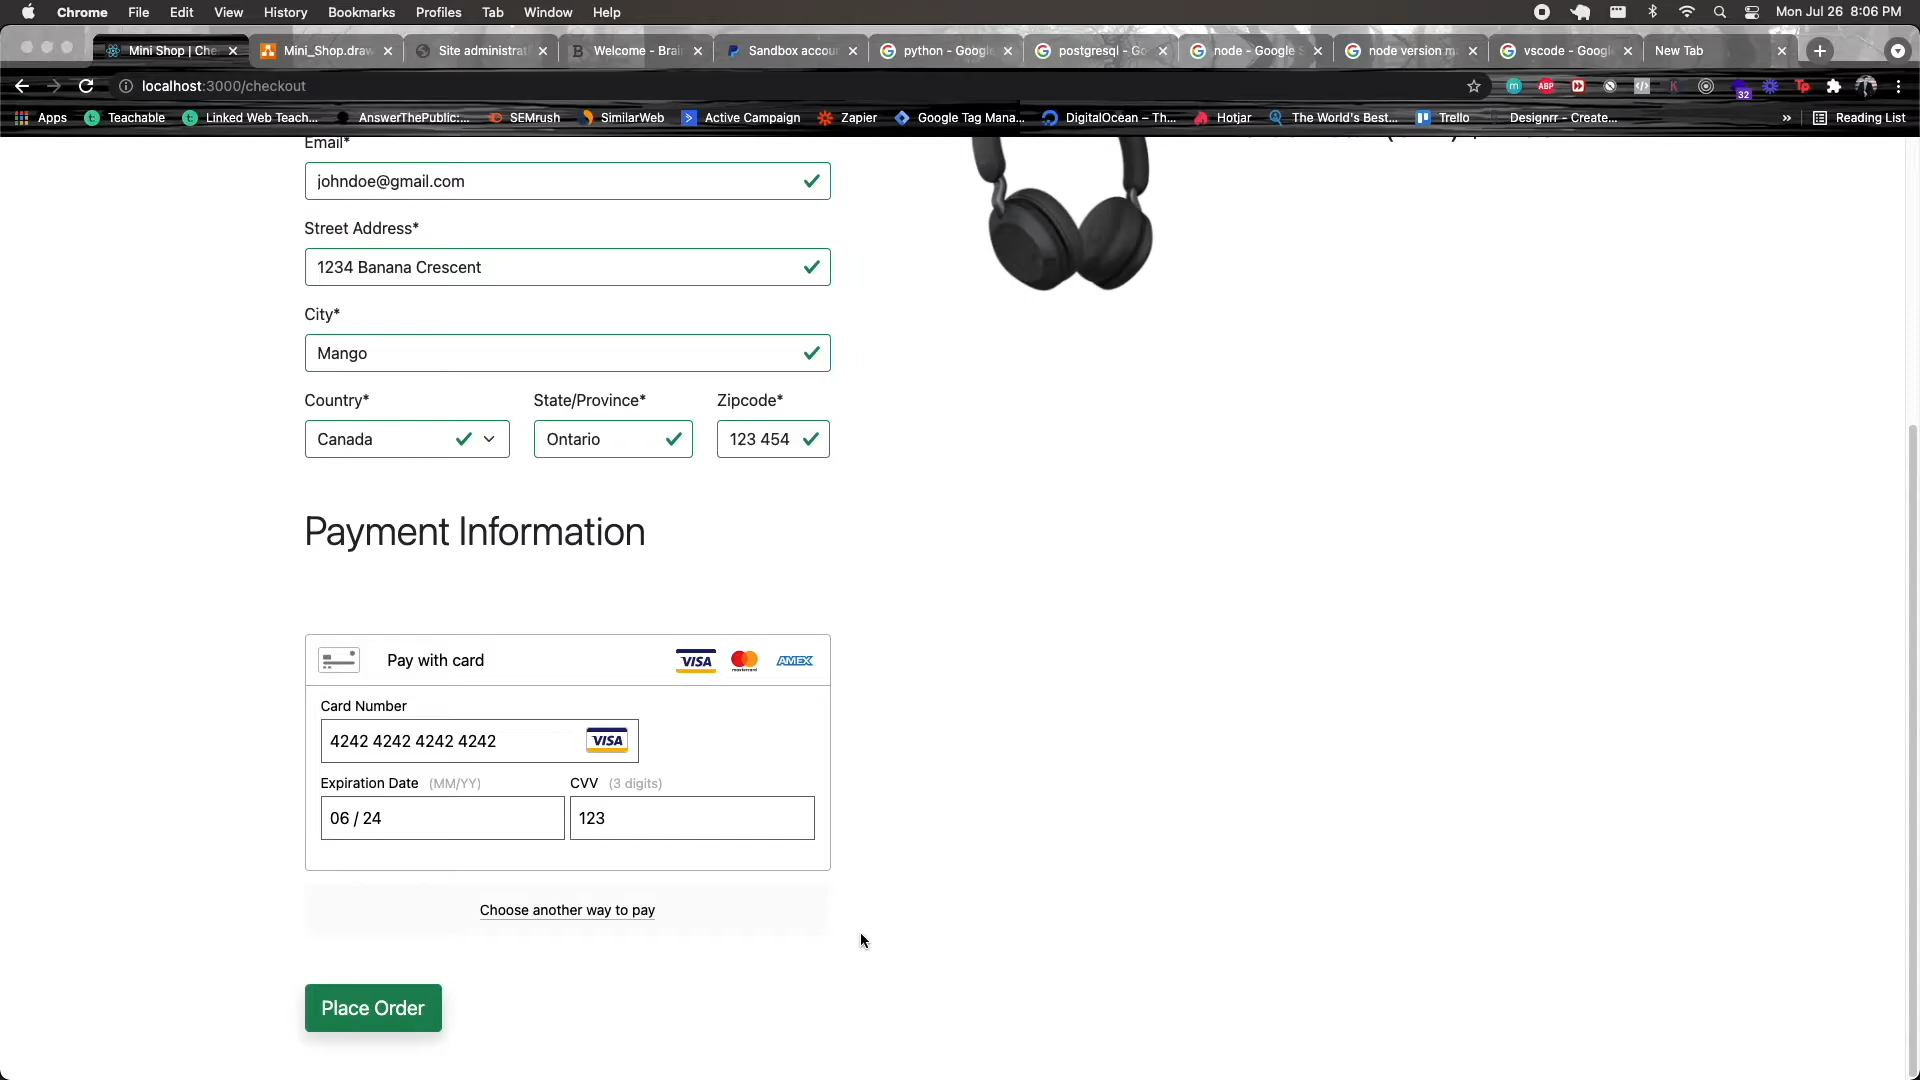 Chrome File Edit View History Bookmarks Profiles Tab Window Help Mon Jul 26 8:06 PM
Mini Shop | Che Mini_Shop.draw Site administrat Welcome - Brai Sandbox accou python - Google postgresql - Go node - Google S node version m vscode - Googl New Tab
localhost:3000/checkout ABP 32 Tp
Apps Teachable Linked Web Teach... AnswerThePublic:... SEMrush SimilarWeb Active Campaign Zapier Google Tag Mana... DigitalOcean – Th... Hotjar The World's Best... Trello Designrr - Create... » Reading List
Email*
johndoe@gmail.com
Street Address*
1234 Banana Crescent
City*
Mango
Country* State/Province* Zipcode*
Canada Ontario 123 454
Payment Information
Pay with card VISA mastercard AMEX
Card Number
4242 4242 4242 4242 VISA
Expiration Date (MM/YY) CVV (3 digits)
06 / 24 123
Choose another way to pay
Place Order